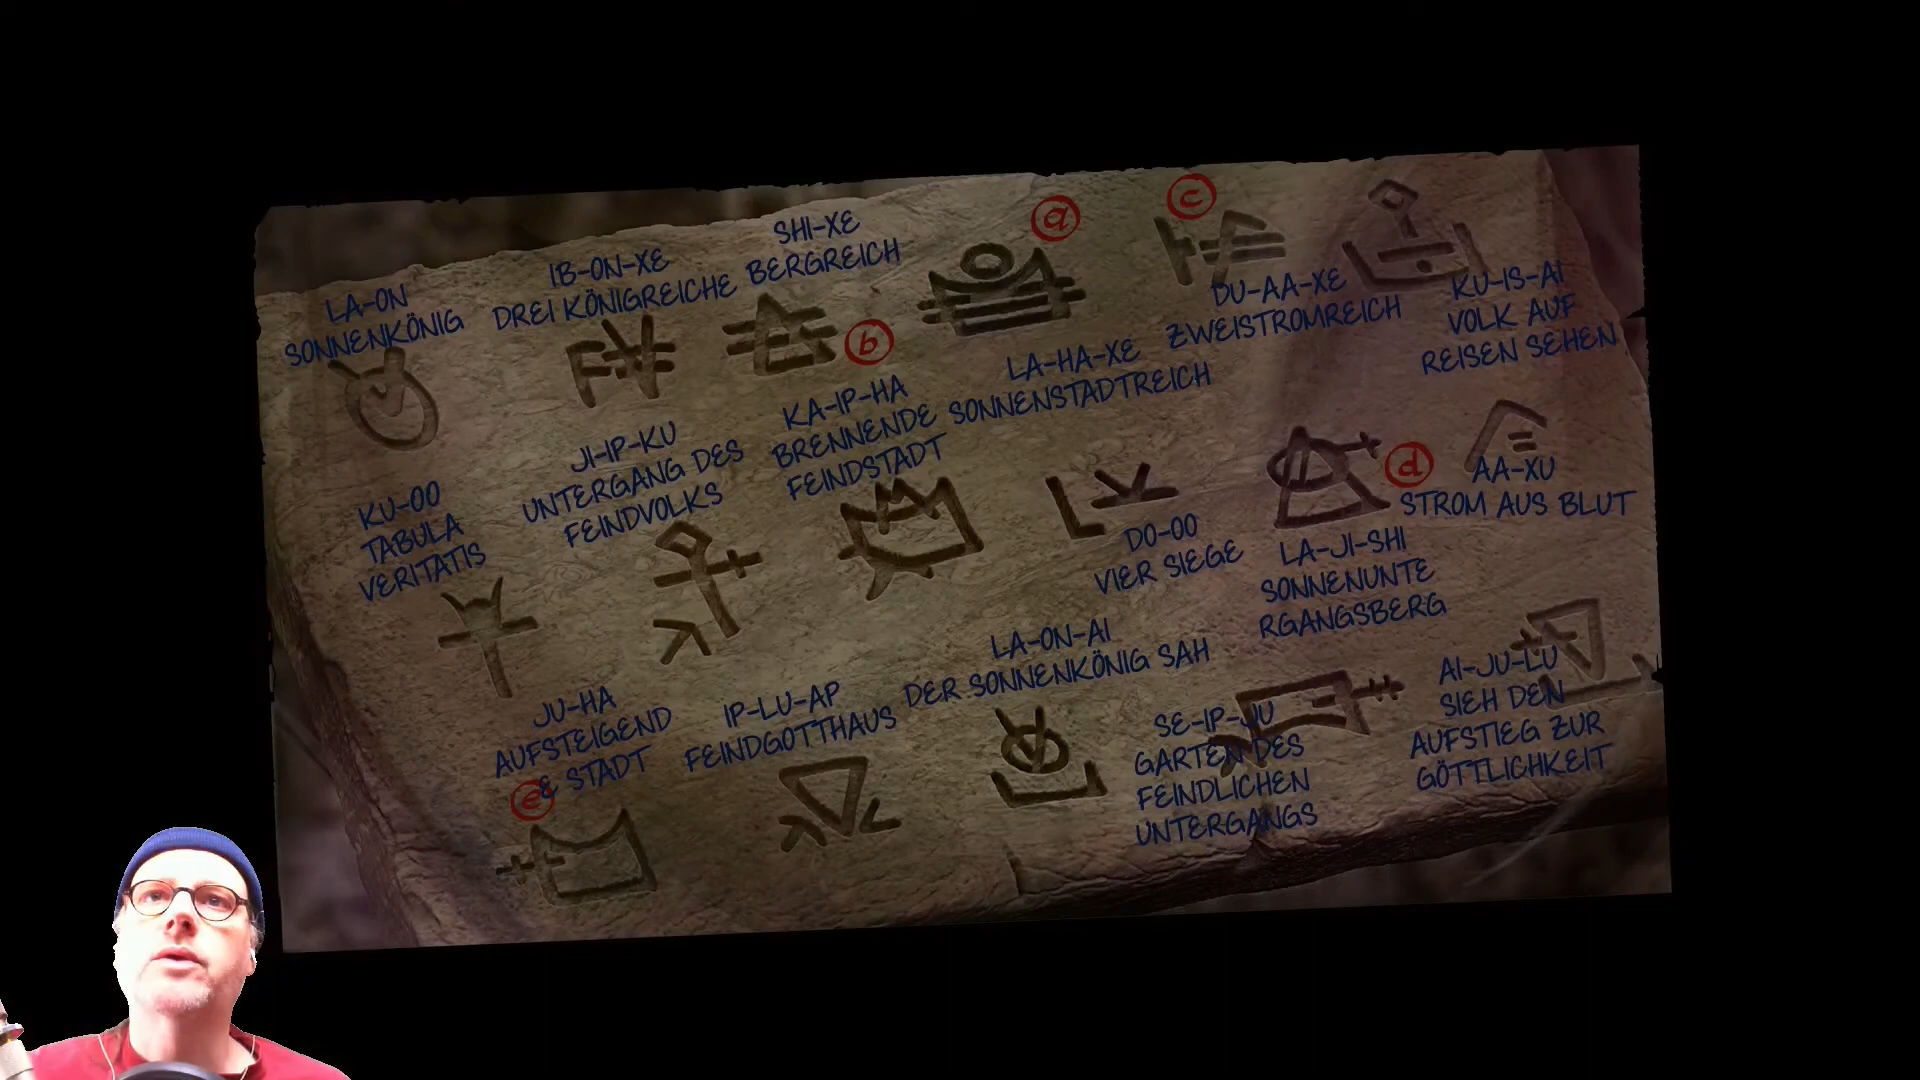 LA-ON
SONNENKÖNIG
IB-ON-XE
DREI KÖNIGREICHE
SHI-XE
BERGREICH
a
c
DU-AA-XE
ZWEISTROMREICH
KU-IS-AI
VOLK AUF
REISEN SEHEN
KU-OO
TABULA
VERITATIS
JI-IP-KU
UNTERGANG DES
FEINDVOLKS
b
KA-IP-HA
BRENNENDE
FEINDSTADT
LA-HA-XE
SONNENSTADTREICH
DO-OO
VIER SIEGE
d
LA-JI-SHI
SONNENUNTE
RGANGSBERG
AA-XU
STROM AUS BLUT
JU-HA
AUFSTEIGEND
E STADT
e
IP-LU-AP
FEINDGOTTHAUS
LA-ON-AI
DER SONNENKÖNIG SAH
SE-IP-JU
GARTEN DES
FEINDLICHEN
UNTERGANGS
AI-JU-LU
SIEH DEN
AUFSTIEG ZUR
GÖTTLICHKEIT